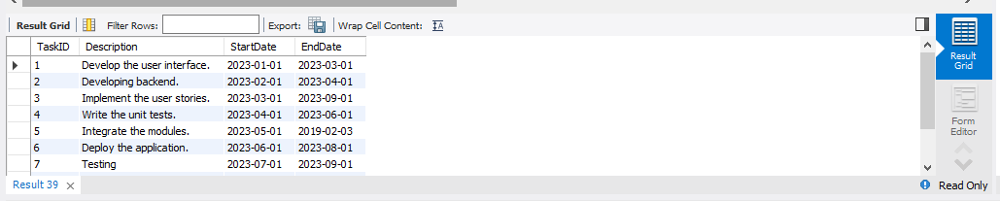 Result Grid Filter Rows: Export: Wrap Cell Content: IA
TaskID Description StartDate EndDate
1 Develop the user interface. 2023-01-01 2023-03-01
2 Developing backend. 2023-02-01 2023-04-01
3 Implement the user stories. 2023-03-01 2023-09-01
4 Write the unit tests. 2023-04-01 2023-06-01
5 Integrate the modules. 2023-05-01 2019-02-03
6 Deploy the application. 2023-06-01 2023-08-01
7 Testing 2023-07-01 2023-09-01
Result Grid
Form Editor
Result 39
Read Only